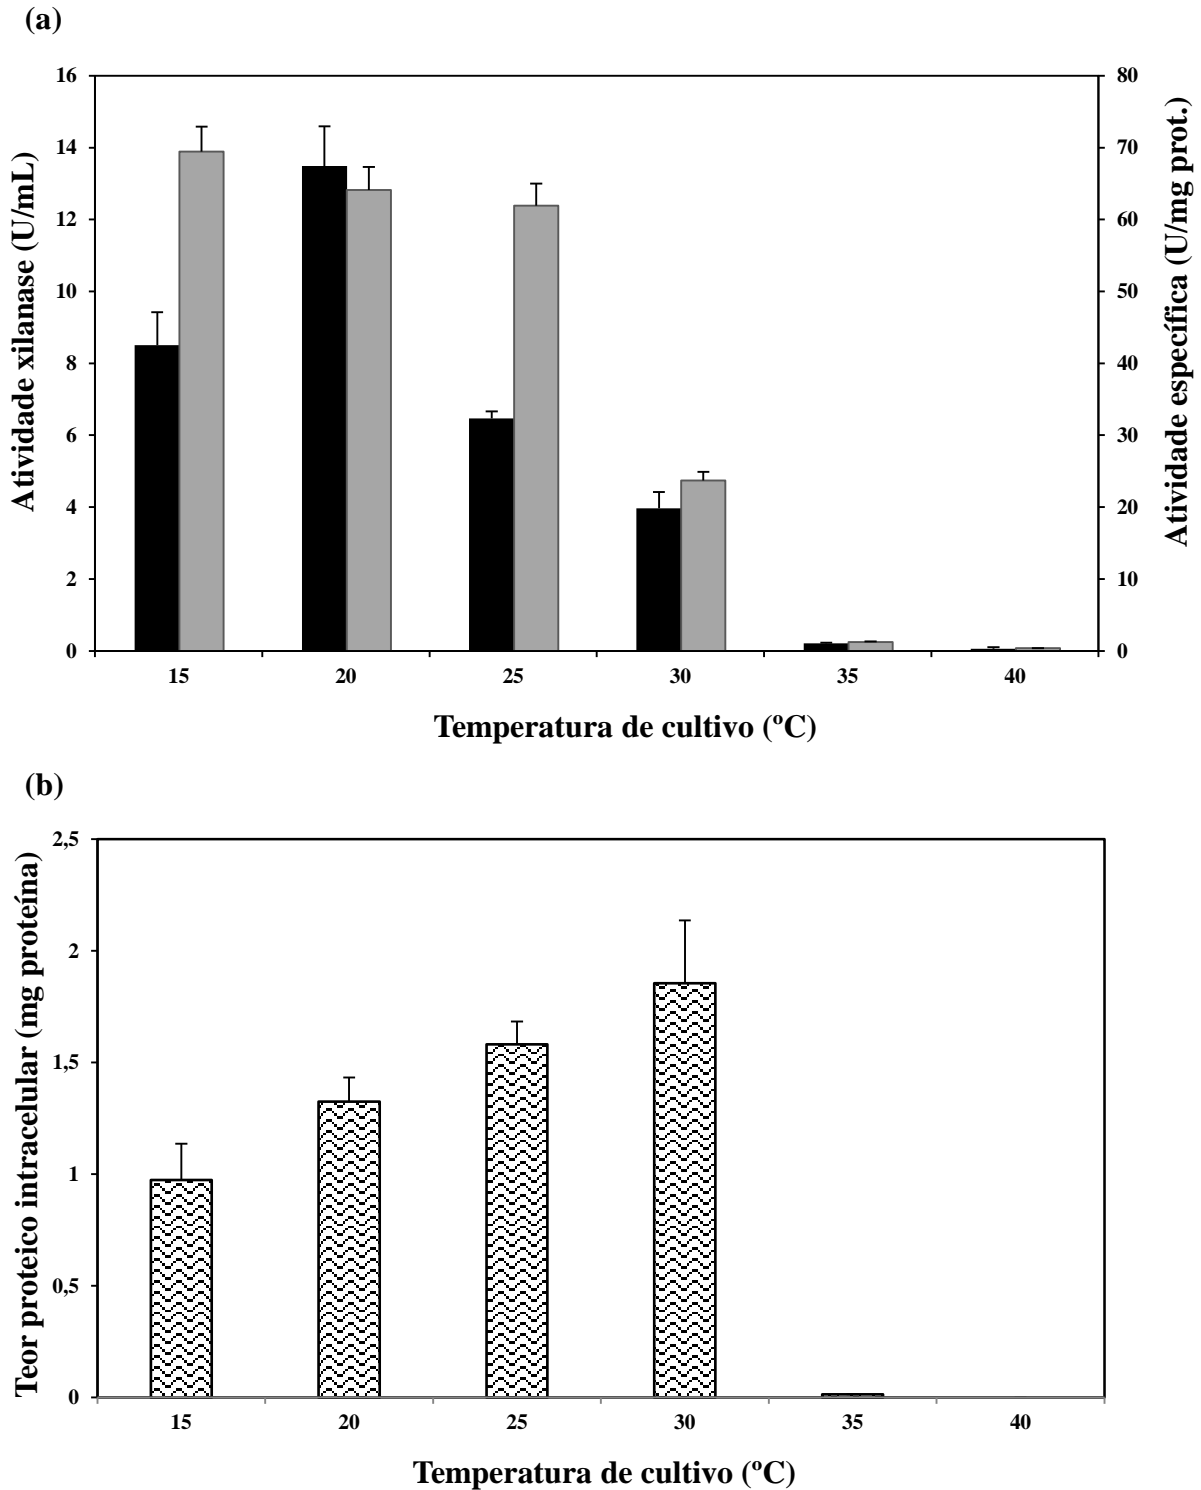 (a)
Atividade xilanase (U/mL)
16
14
12
10
8
6
4
2
0
80
70
60
50
40
30
20
10
0
Atividade específica (U/mg prot.)
15 20 25 30 35 40
Temperatura de cultivo (ºC)
(b)
Teor proteico intracelular (mg proteína)
2,5
2
1,5
1
0,5
0
15 20 25 30 35 40
Temperatura de cultivo (ºC)